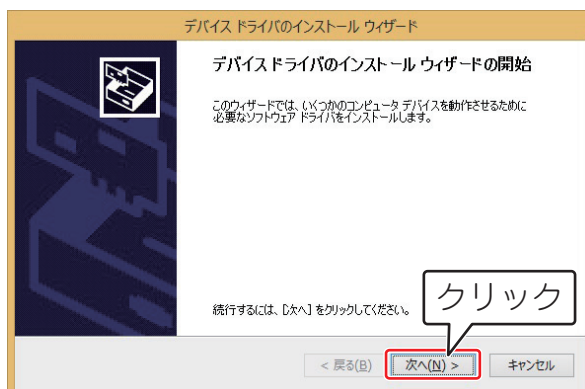 デバイス ドライバのインストール ウィザード
デバイス ドライバのインストール ウィザードの開始
このウィザードでは、いくつかのコンピュータ デバイスを動作させるために
必要なソフトウェア ドライバをインストールします。
続行するには、[次へ] をクリックしてください。
クリック
< 戻る(B)
次へ(N) >
キャンセル